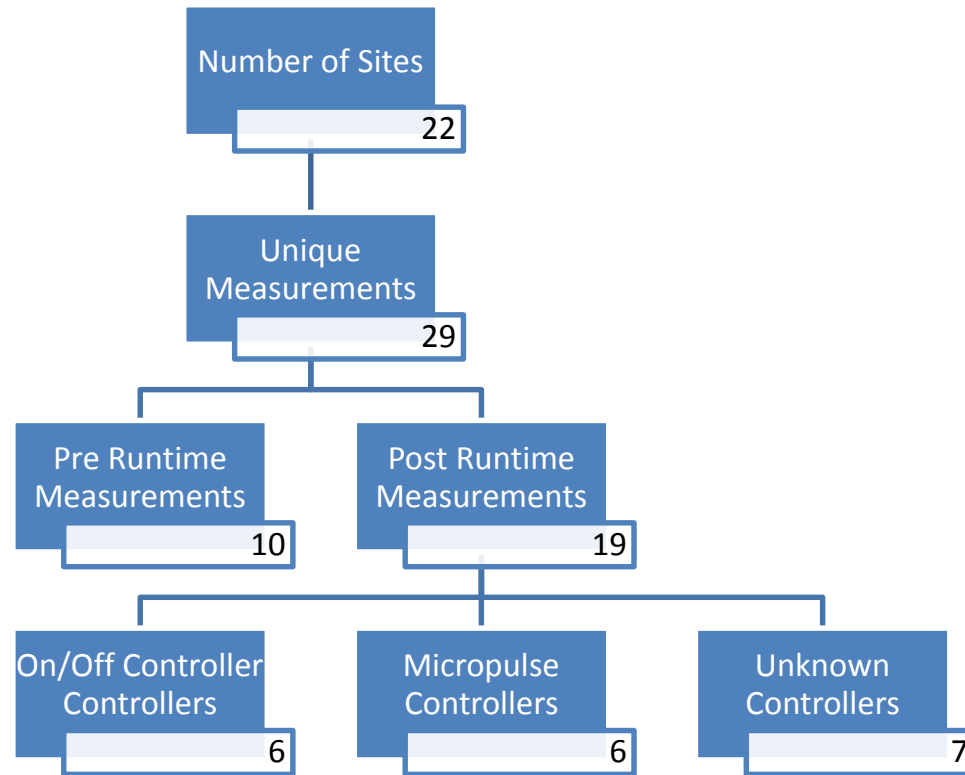 Number of Sites
22
Unique
Measurements
29
Pre Runtime
Measurements
10
Post Runtime
Measurements
19
On/Off Controller
Controllers
6
Micropulse
Controllers
6
Unknown
Controllers
7